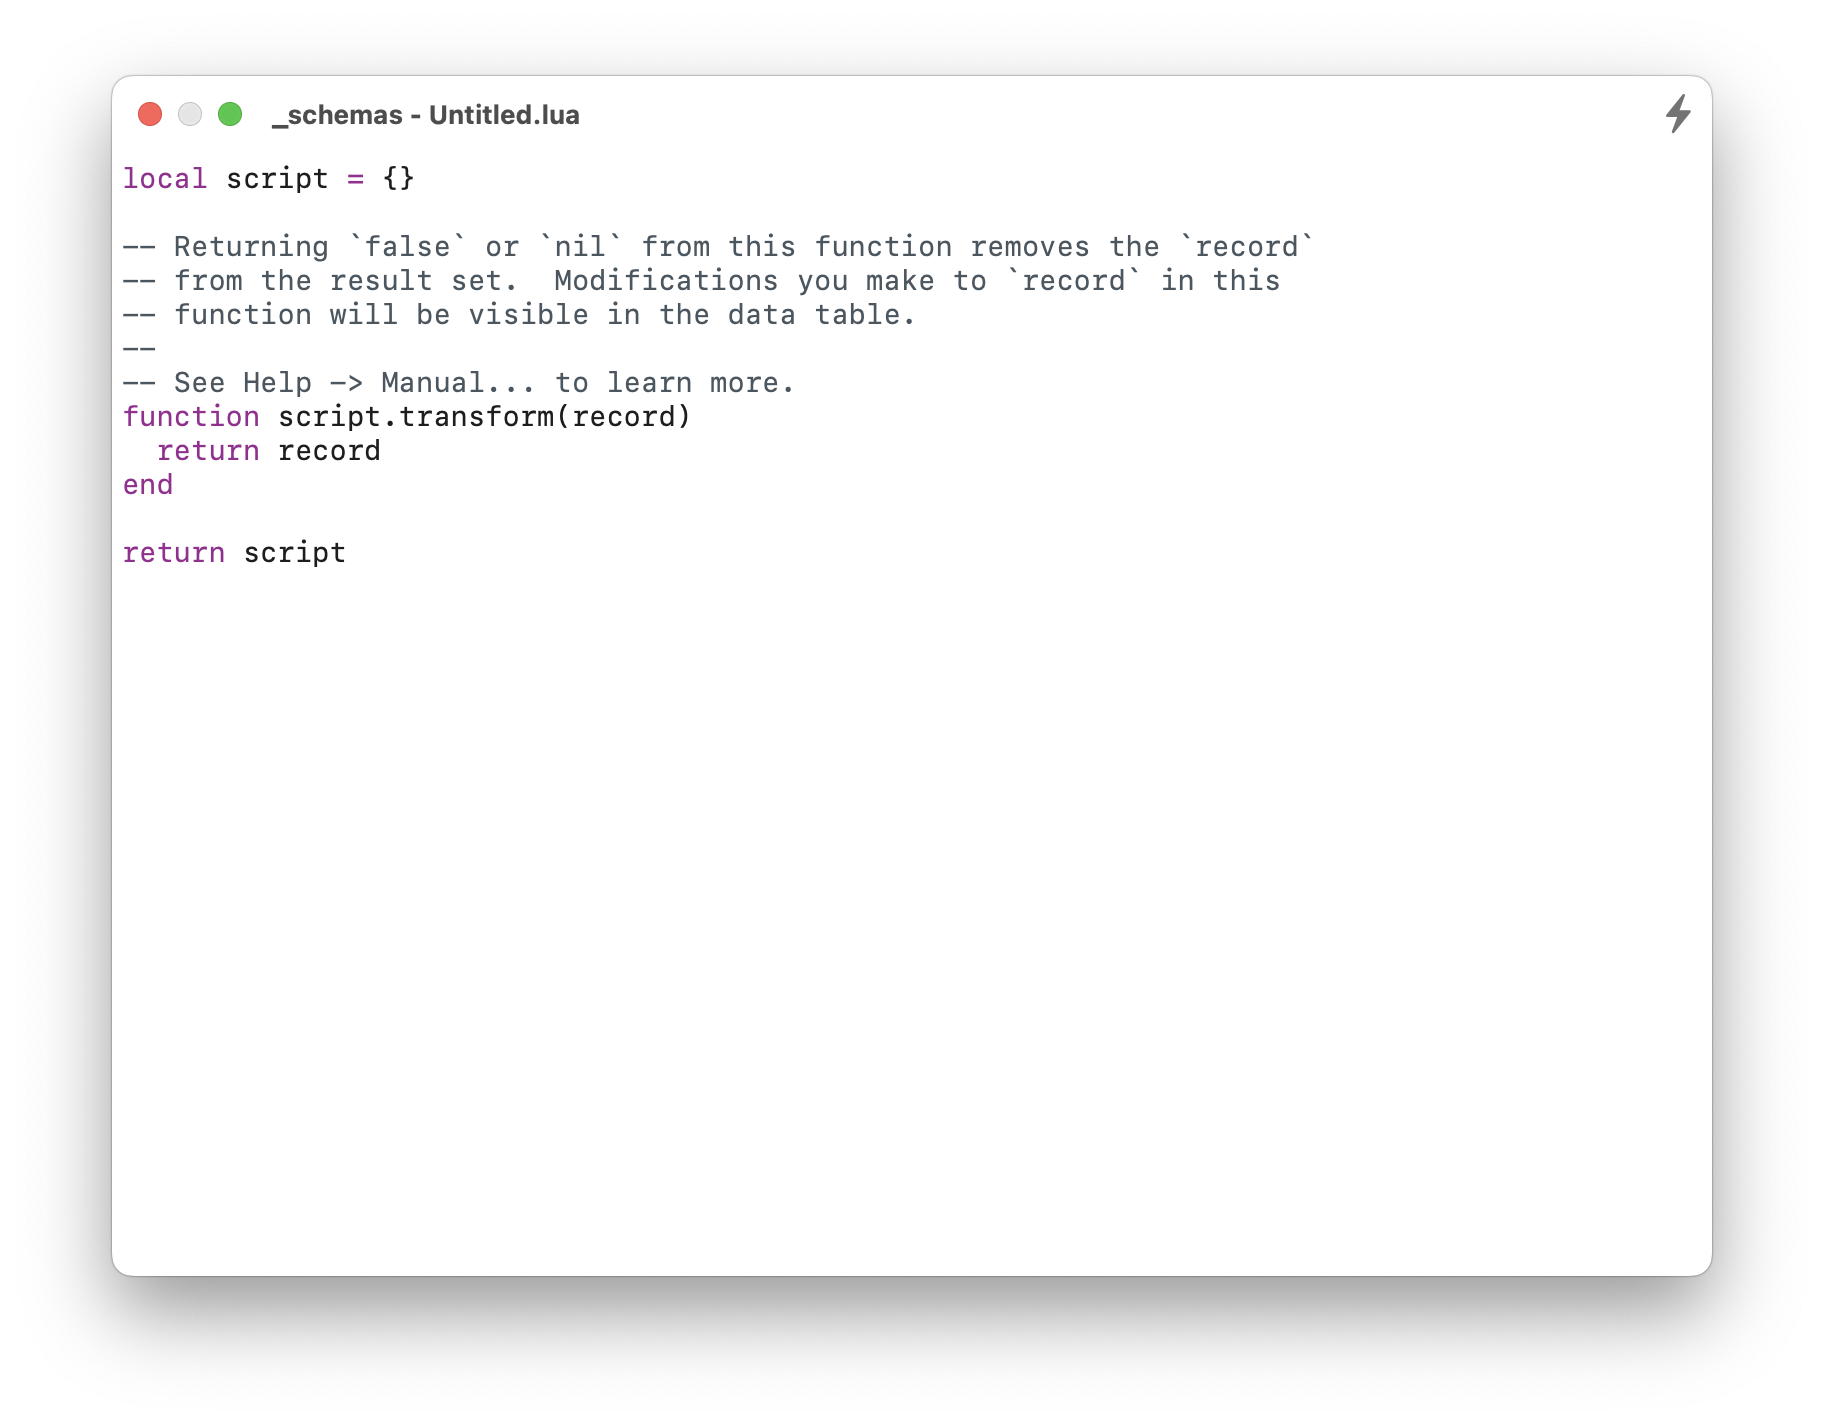 _schemas - Untitled.lua
local script = {}
-- Returning `false` or `nil` from this function removes the `record`
-- from the result set.  Modifications you make to `record` in this
-- function will be visible in the data table.
--
-- See Help -> Manual... to learn more.
function script.transform(record)
  return record
end
return script